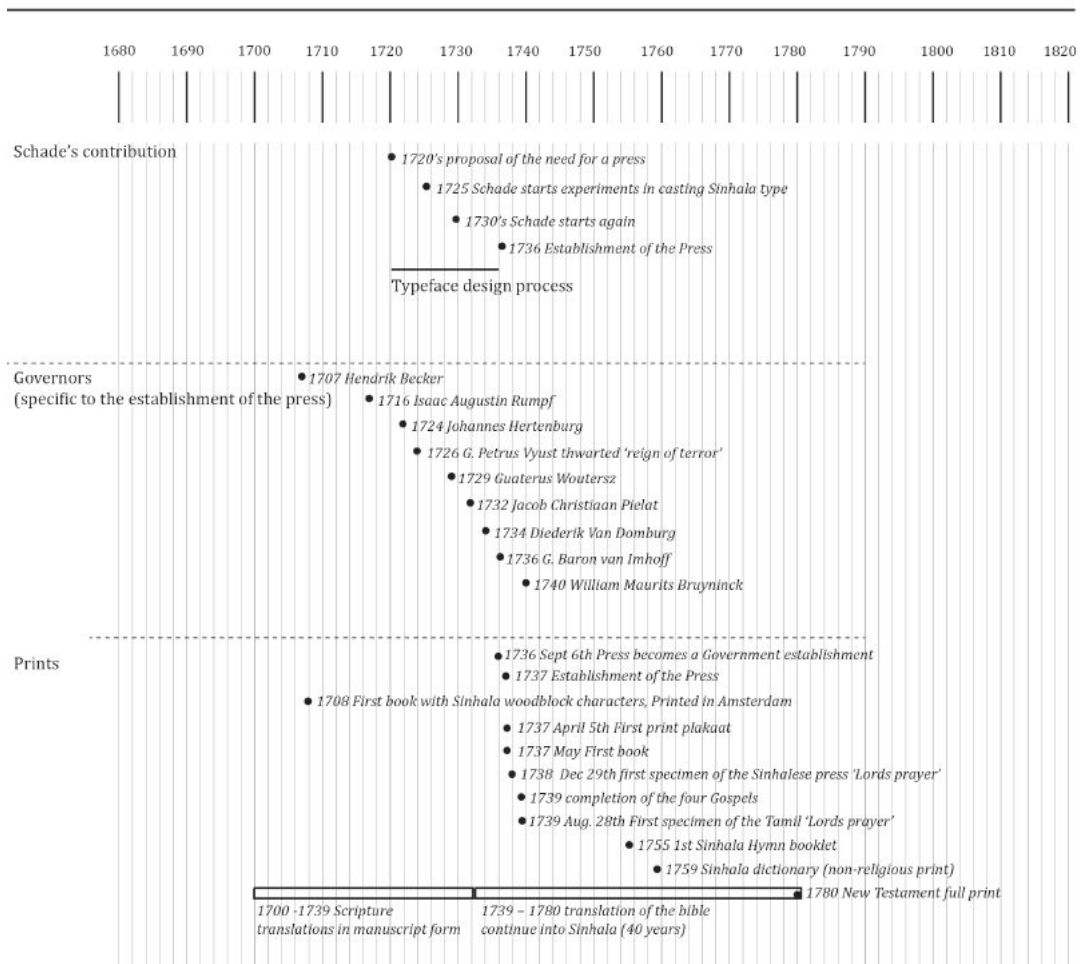 1680 1690 1700 1710 1720 1730 1740 1750 1760 1770 1780 1790 1800 1810 1820
Schade's contribution
1720's proposal of the need for a press
1725 Schade starts experiments in casting Sinhala type
1730's Schade starts again
1736 Establishment of the Press
Typeface design process
Governors
(specific to the establishment of the press)
1707 Hendrik Becker
1716 Isaac Augustin Rumpf
1724 Johannes Hertenburg
1726 G. Petrus Vyust thwarted 'reign of terror'
1729 Guaterus Woutersz
1732 Jacob Christiaan Pielat
1734 Diederik Van Domburg
1736 G. Baron van Imhoff
1740 William Maurits Bruyninck
Prints
1736 Sept 6th Press becomes a Government establishment
1737 Establishment of the Press
1708 First book with Sinhala woodblock characters, Printed in Amsterdam
1737 April 5th First print plakaat
1737 May First book
1738 Dec 29th first specimen of the Sinhalese press 'Lords prayer'
1739 completion of the four Gospels
1739 Aug. 28th First specimen of the Tamil 'Lords prayer'
1755 1st Sinhala Hymn booklet
1759 Sinhala dictionary (non-religious print)
1780 New Testament full print
1700 -1739 Scripture
translations in manuscript form
1739 – 1780 translation of the bible
continue into Sinhala (40 years)